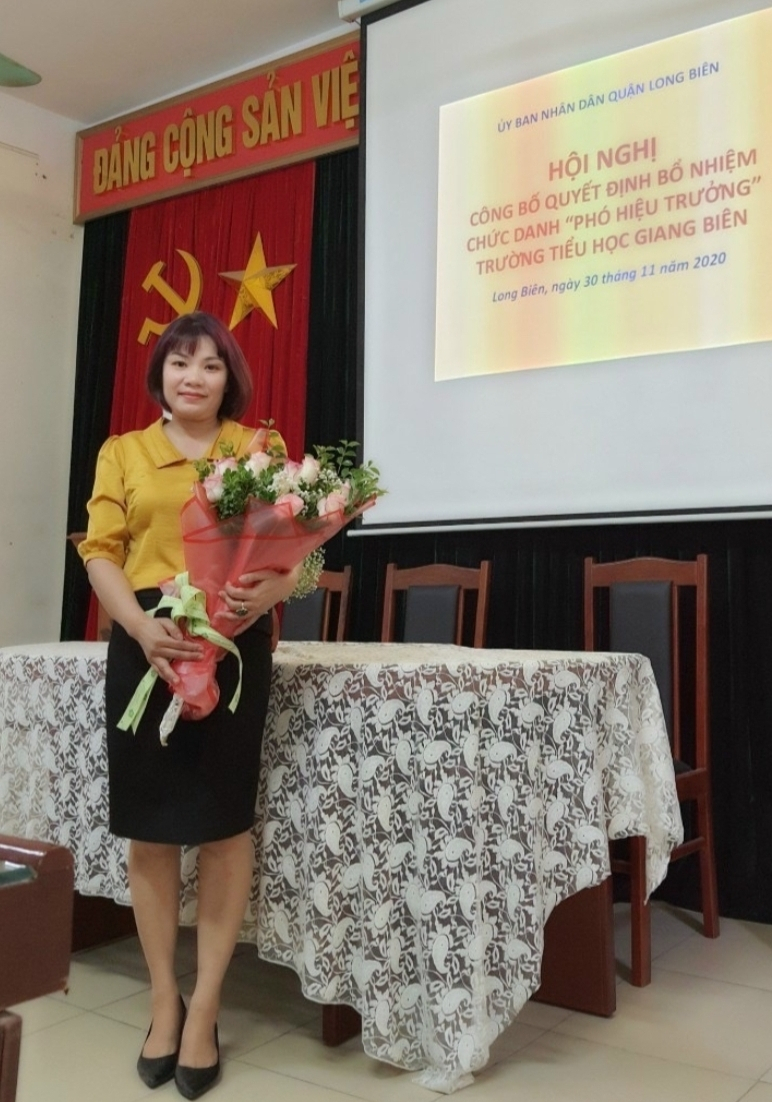 ĐẢNG CỘNG SẢN VIỆ
ỦY BAN NHÂN DÂN QUẬN LONG BIÊN
HỘI NGHỊ
CÔNG BỐ QUYẾT ĐỊNH BỔ NHIỆM
CHỨC DANH “PHÓ HIỆU TRƯỞNG”
TRƯỜNG TIỂU HỌC GIANG BIÊN
Long Biên, ngày 30 tháng 11 năm 2020